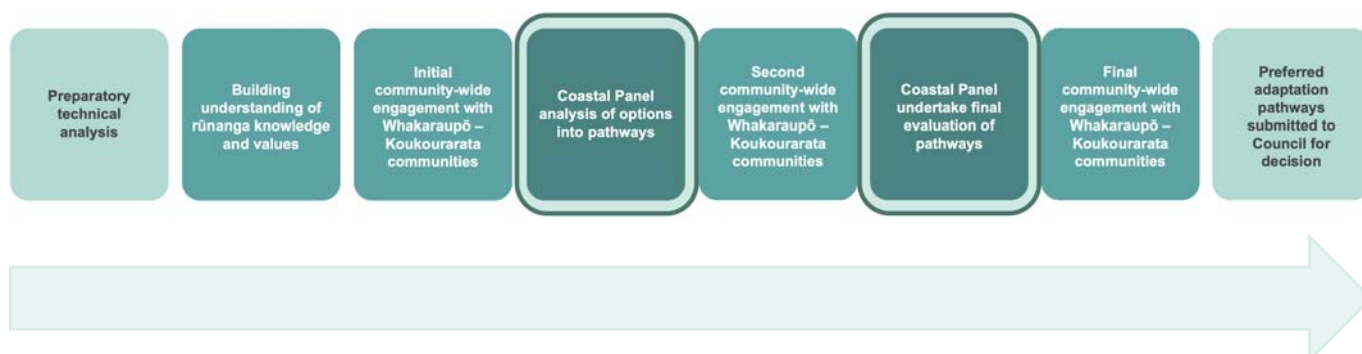 Preparatory
technical
analysis
Building
understanding of
rūnanga knowledge
and values
Initial
community-wide
engagement with
Whakaraupō –
Koukourarata
communities
Coastal Panel
analysis of options
into pathways
Second
community-wide
engagement with
Whakaraupō –
Koukourarata
communities
Coastal Panel
undertake final
evaluation of
pathways
Final
community-wide
engagement with
Whakaraupō –
Koukourarata
communities
Preferred
adaptation
pathways
submitted to
Council for
decision